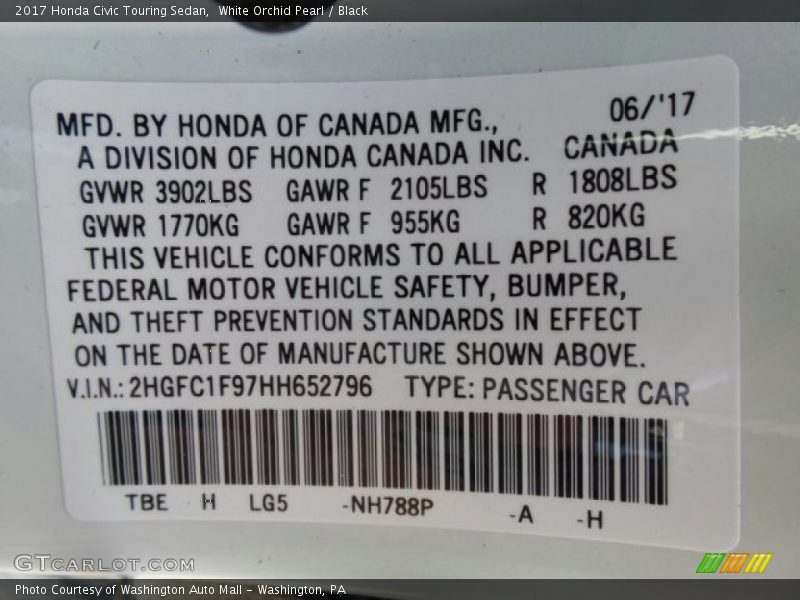 2017 Honda Civic Touring Sedan, White Orchid Pearl / Black
MFD. BY HONDA OF CANADA MFG., 06/'17
A DIVISION OF HONDA CANADA INC. CANADA
GVWR 3902LBS GAWR F 2105LBS R 1808LBS
GVWR 1770KG GAWR F 955KG R 820KG
THIS VEHICLE CONFORMS TO ALL APPLICABLE
FEDERAL MOTOR VEHICLE SAFETY, BUMPER,
AND THEFT PREVENTION STANDARDS IN EFFECT
ON THE DATE OF MANUFACTURE SHOWN ABOVE.
V.I.N.: 2HGFC1F97HH652796 TYPE: PASSENGER CAR
TBE H LG5 -NH788P -A -H
GTCARLOT.COM
Photo Courtesy of Washington Auto Mall - Washington, PA